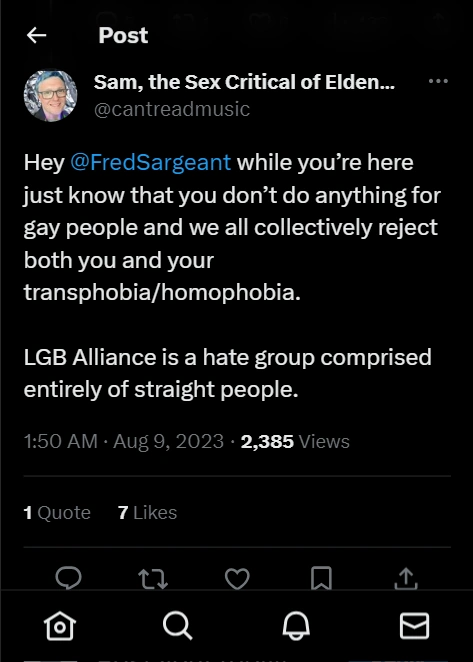 Post
Sam, the Sex Critical of Elden...
@cantreadmusic
Hey @FredSargeant while you’re here
just know that you don’t do anything for
gay people and we all collectively reject
both you and your
transphobia/homophobia.
LGB Alliance is a hate group comprised
entirely of straight people.
1:50 AM · Aug 9, 2023 · 2,385 Views
1 Quote 7 Likes